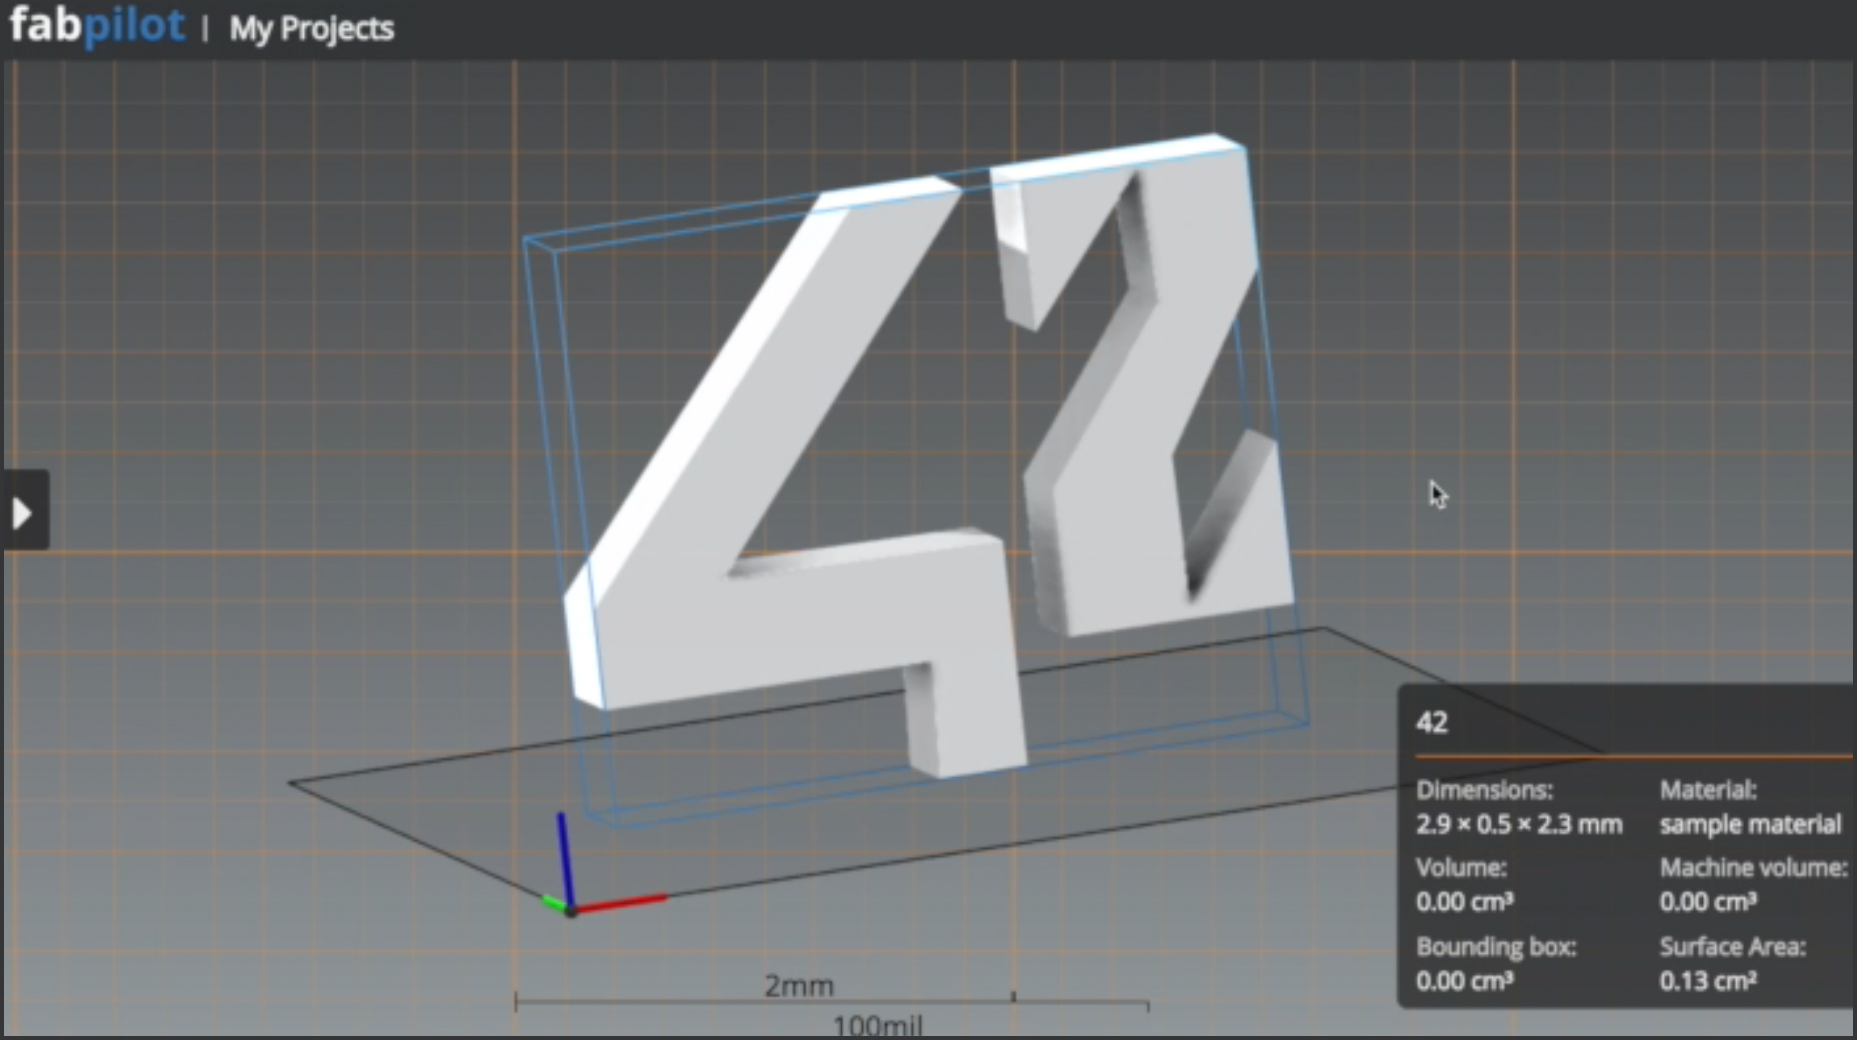 fabpilot | My Projects
42
42
Dimensions: Material:
2.9 × 0.5 × 2.3 mm sample material
Volume: Machine volume:
0.00 cm³ 0.00 cm³
Bounding box: Surface Area:
0.00 cm³ 0.13 cm²
2mm
100mil